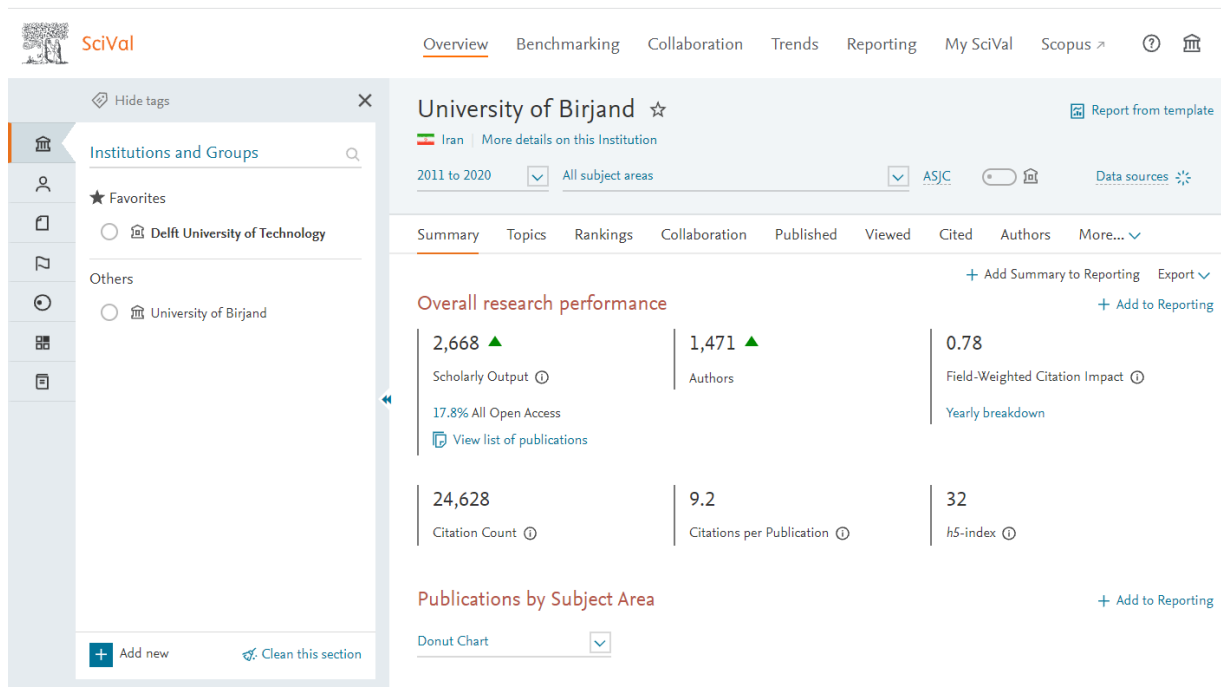 SciVal
Overview Benchmarking Collaboration Trends Reporting My SciVal Scopus ↗
Hide tags
Institutions and Groups
Favorites
Delft University of Technology
Others
University of Birjand
Add new
Clean this section
University of Birjand
Report from template
Iran | More details on this Institution
2011 to 2020 All subject areas ASJC Data sources
Summary Topics Rankings Collaboration Published Viewed Cited Authors More...
+ Add Summary to Reporting Export
Overall research performance + Add to Reporting
2,668 1,471 0.78
Scholarly Output Authors Field-Weighted Citation Impact
17.8% All Open Access Yearly breakdown
View list of publications
24,628 9.2 32
Citation Count Citations per Publication h5-index
Publications by Subject Area + Add to Reporting
Donut Chart